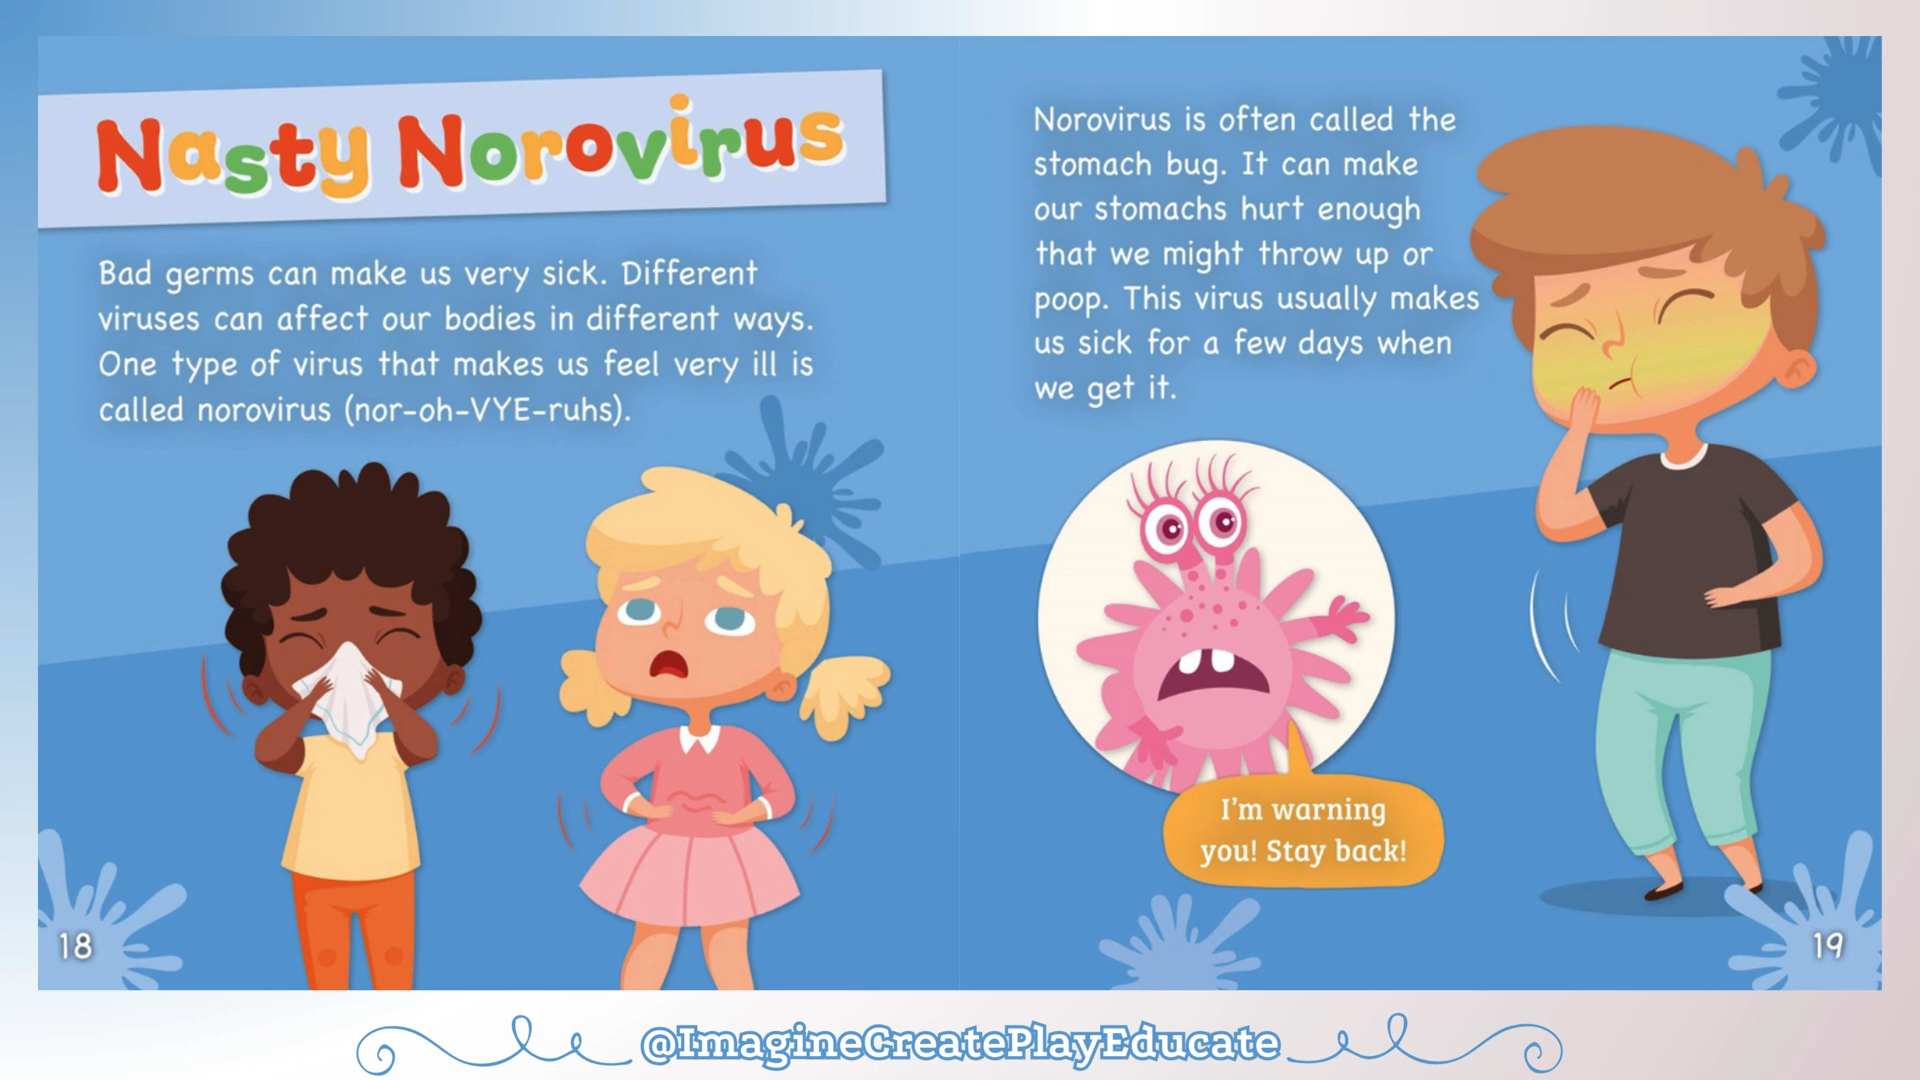 Nasty Norovirus
Bad germs can make us very sick. Different
viruses can affect our bodies in different ways.
One type of virus that makes us feel very ill is
called norovirus (nor-oh-VYE-ruhs).
18
Norovirus is often called the
stomach bug. It can make
our stomachs hurt enough
that we might throw up or
poop. This virus usually makes
us sick for a few days when
we get it.
I'm warning
you! Stay back!
19
@ImagineCreatePlayEducate